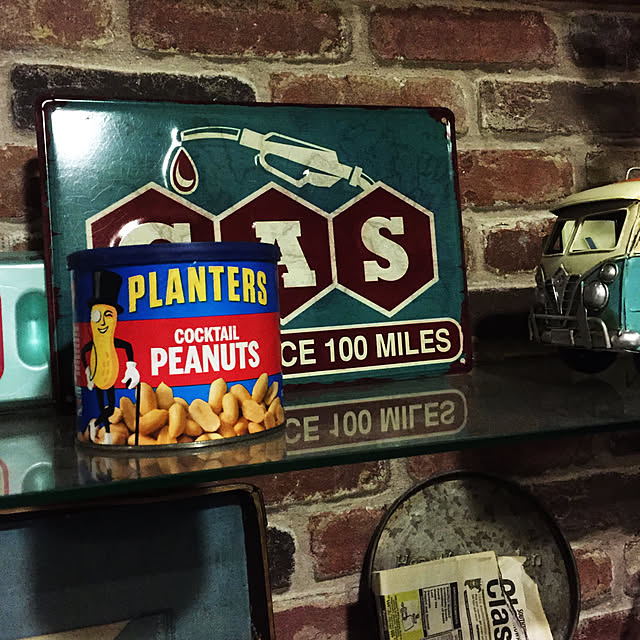 GAS
CE 100 MILES
PLANTERS
COCKTAIL
PEANUTS
Clas